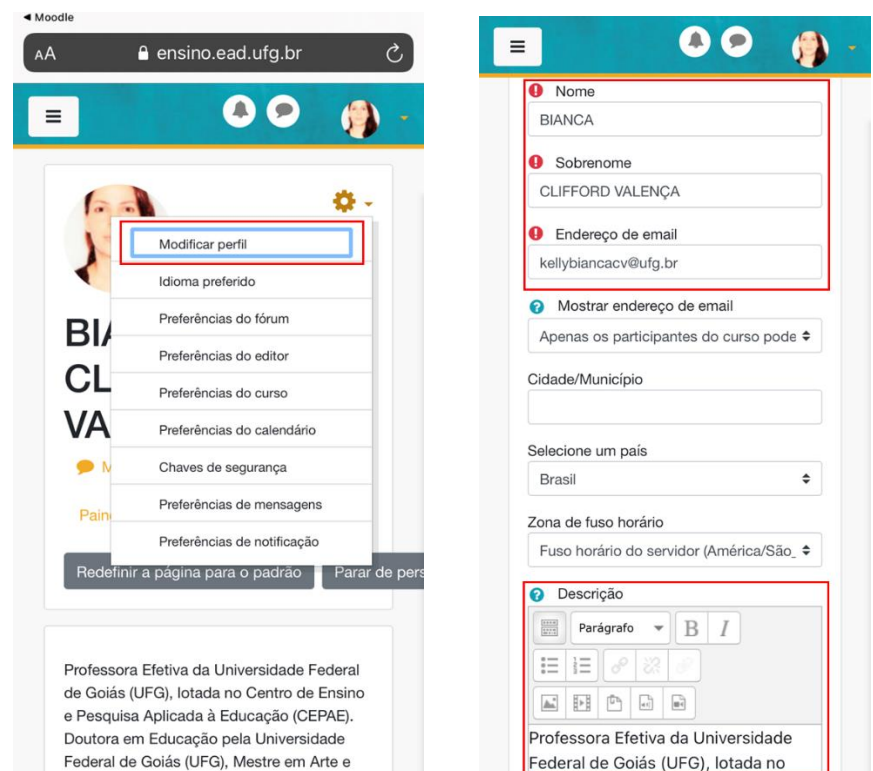 ◄ Moodle
AA ensino.ead.ufg.br
Modificar perfil
Idioma preferido
Preferências do fórum
Preferências do editor
Preferências do curso
Preferências do calendário
Chaves de segurança
Preferências de mensagens
Preferências de notificação
BIA
CL
VA
M
Pain
Redefinir a página para o padrão
Parar de pers
Professora Efetiva da Universidade Federal
de Goiás (UFG), lotada no Centro de Ensino
e Pesquisa Aplicada à Educação (CEPAE).
Doutora em Educação pela Universidade
Federal de Goiás (UFG), Mestre em Arte e
Nome
BIANCA
Sobrenome
CLIFFORD VALENÇA
Endereço de email
kellybiancacv@ufg.br
Mostrar endereço de email
Apenas os participantes do curso pode
Cidade/Município
Selecione um país
Brasil
Zona de fuso horário
Fuso horário do servidor (América/São_
Descrição
Parágrafo B I
Professora Efetiva da Universidade
Federal de Goiás (UFG), lotada no